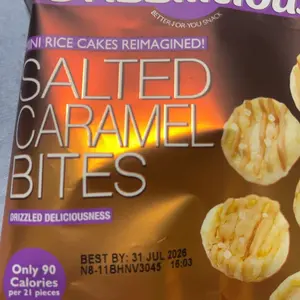 BETTER-FOR-YOU SNACK
MINI RICE CAKES REIMAGINED!
SALTED
CARAMEL
BITES
DRIZZLED DELICIOUSNESS
BEST BY: 31 JUL 2026
N8-11BHNV3045 16:03
Only 90
Calories
per 21 pieces